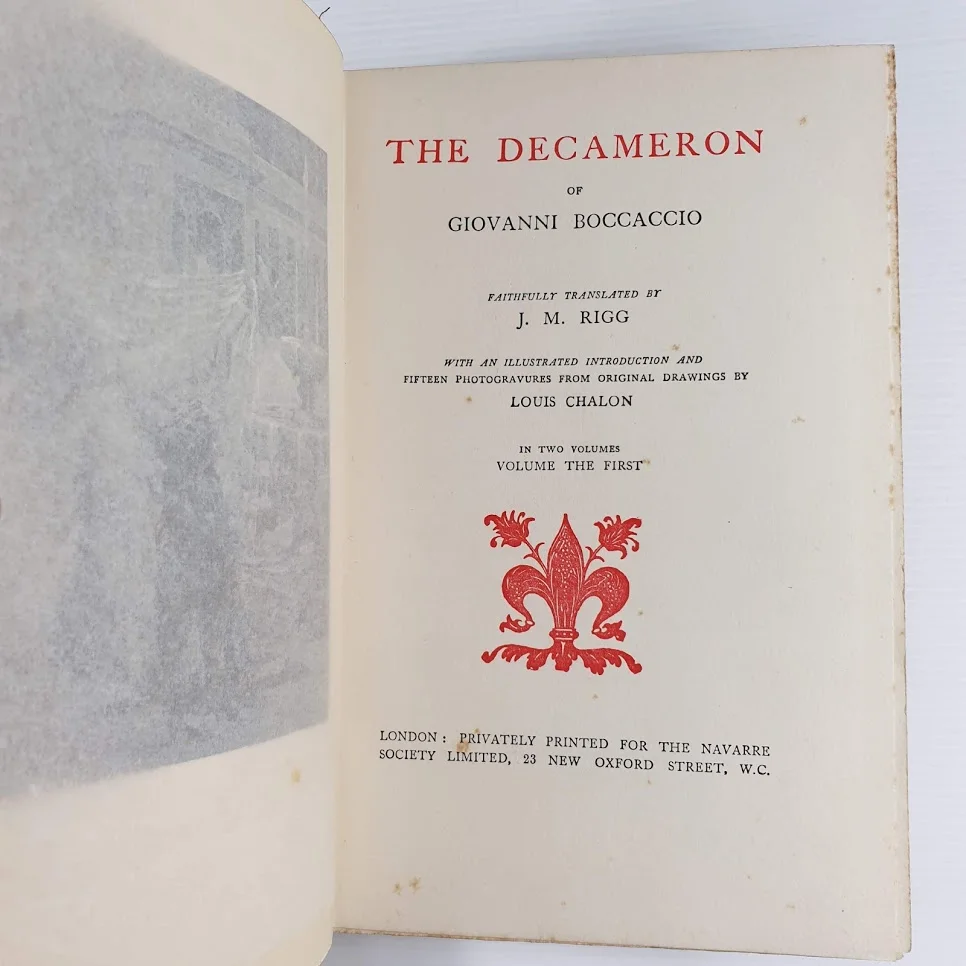 THE DECAMERON
OF
GIOVANNI BOCCACCIO
FAITHFULLY TRANSLATED BY
J. M. RIGG
WITH AN ILLUSTRATED INTRODUCTION AND
FIFTEEN PHOTOGRAVURES FROM ORIGINAL DRAWINGS BY
LOUIS CHALON
IN TWO VOLUMES
VOLUME THE FIRST
LONDON: PRIVATELY PRINTED FOR THE NAVARRE
SOCIETY LIMITED, 23 NEW OXFORD STREET, W.C.